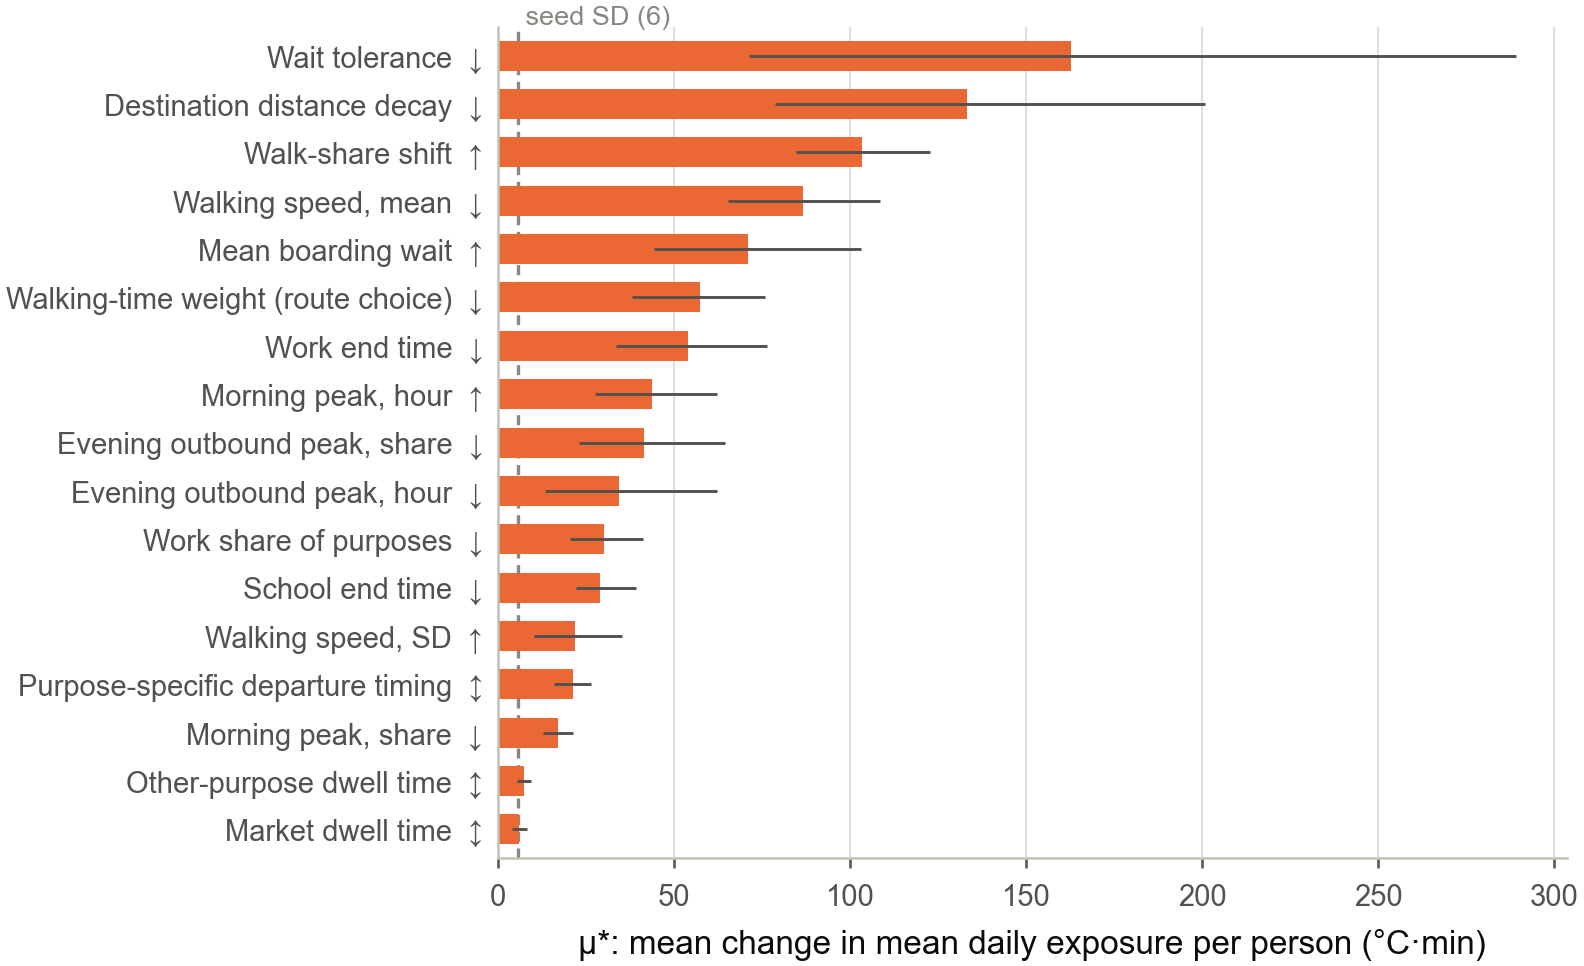 seed SD (6)
Wait tolerance ↓
Destination distance decay ↓
Walk-share shift ↑
Walking speed, mean ↓
Mean boarding wait ↑
Walking-time weight (route choice) ↓
Work end time ↓
Morning peak, hour ↑
Evening outbound peak, share ↓
Evening outbound peak, hour ↓
Work share of purposes ↓
School end time ↓
Walking speed, SD ↑
Purpose-specific departure timing ↕
Morning peak, share ↓
Other-purpose dwell time ↕
Market dwell time ↕
0 50 100 150 200 250 300
μ*: mean change in mean daily exposure per person (°C·min)